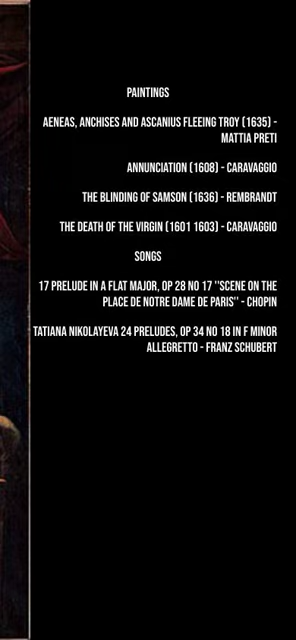 PAINTINGS
AENEAS, ANCHISES AND ASCANIUS FLEEING TROY (1635) -
MATTIA PRETI
ANNUNCIATION (1608) - CARAVAGGIO
THE BLINDING OF SAMSON (1636) - REMBRANDT
THE DEATH OF THE VIRGIN (1601 1603) - CARAVAGGIO
SONGS
17 PRELUDE IN A FLAT MAJOR, OP 28 NO 17 "SCENE ON THE
PLACE DE NOTRE DAME DE PARIS" - CHOPIN
TATIANA NIKOLAYEVA 24 PRELUDES, OP 34 NO 18 IN F MINOR
ALLEGRETTO - FRANZ SCHUBERT